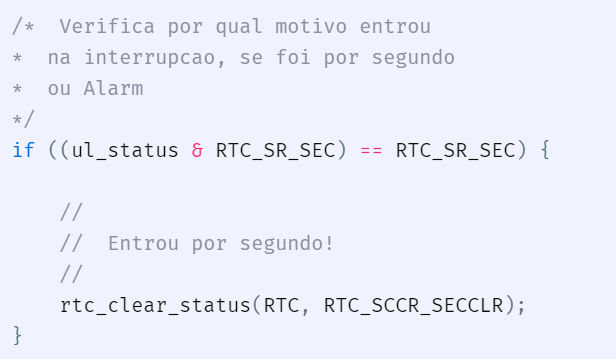 /*  Verifica por qual motivo entrou
*  na interrupcao, se foi por segundo
*  ou Alarm
*/
if ((ul_status & RTC_SR_SEC) == RTC_SR_SEC) {
    //
    //  Entrou por segundo!
    //
    rtc_clear_status(RTC, RTC_SCCR_SECCLR);
}